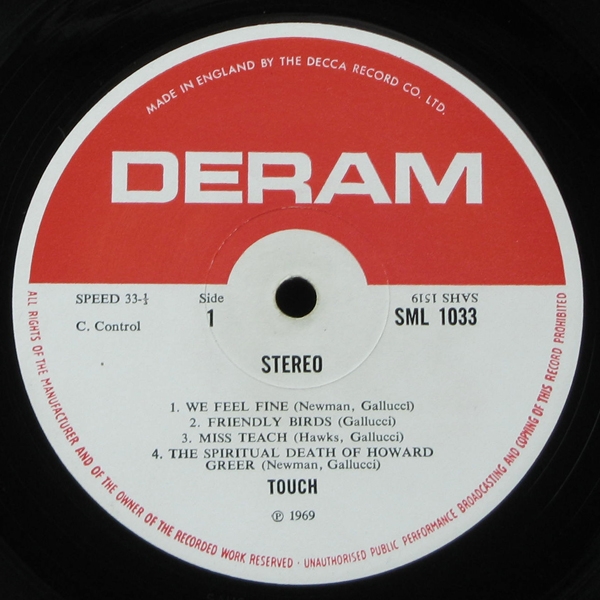 MADE IN ENGLAND BY THE DECCA RECORD CO. LTD.
DERAM
SPEED 33-⅓
Side
SAHS 1519
C. Control
1
SML 1033
STEREO
1. WE FEEL FINE (Newman, Gallucci)
2. FRIENDLY BIRDS (Gallucci)
3. MISS TEACH (Hawks, Gallucci)
4. THE SPIRITUAL DEATH OF HOWARD
GREER (Newman, Gallucci)
TOUCH
℗ 1969
ALL RIGHTS OF THE MANUFACTURER AND OF THE OWNER OF THE RECORDED WORK RESERVED · UNAUTHORISED PUBLIC PERFORMANCE BROADCASTING AND COPYING OF THIS RECORD PROHIBITED